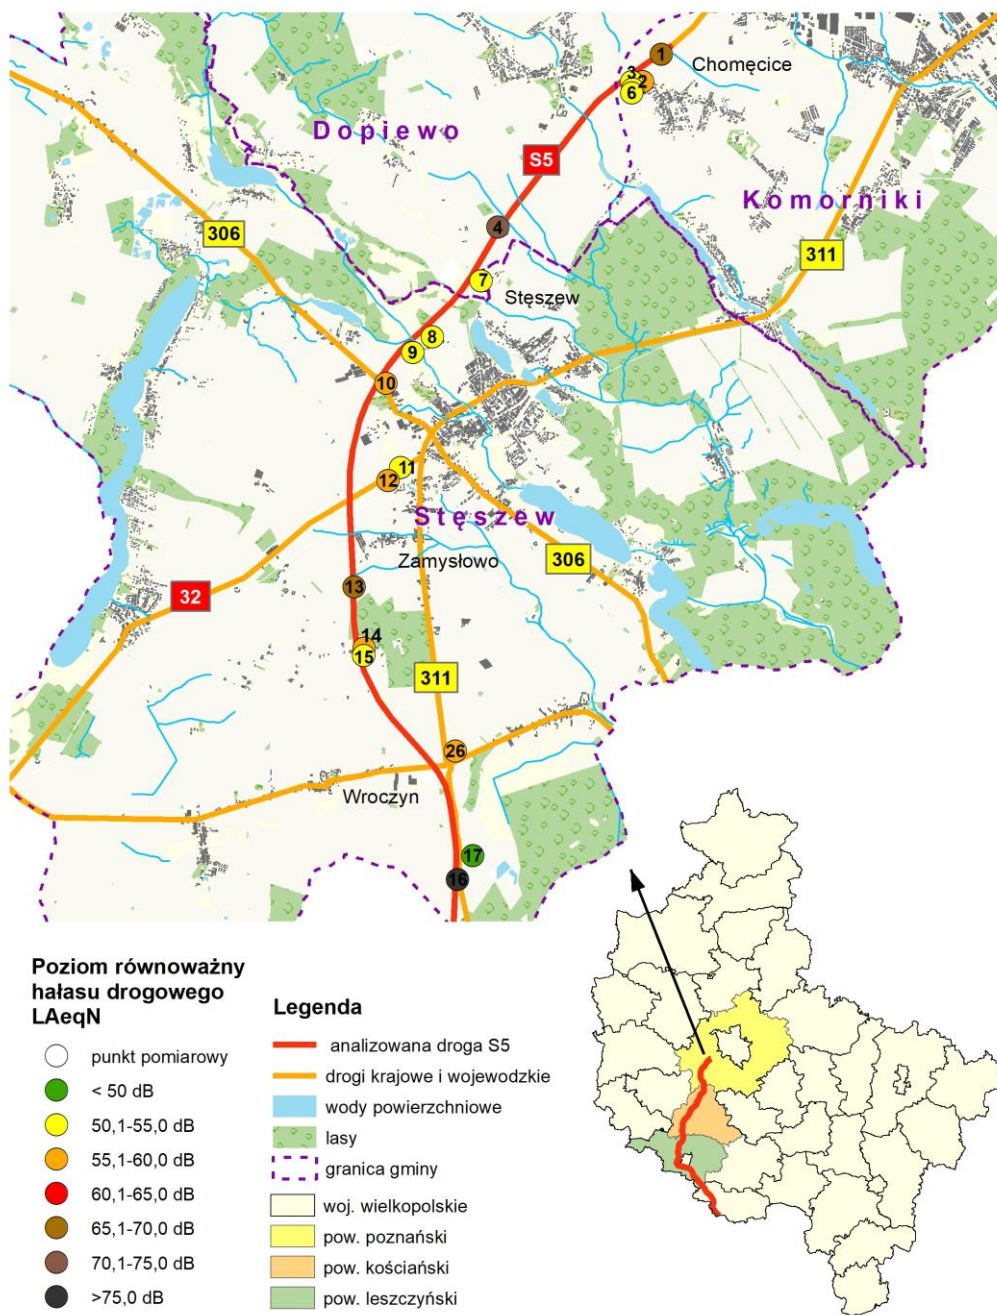 1
Chomęcice
3
2
6
Dopiewo
S5
Komorniki
306
4
311
7
Stęszew
8
9
10
11
12
Stęszew
Zamysłowo
306
13
32
14
15
311
26
Wroczyn
17
16
Poziom równoważny
hałasu drogowego
LAeqN
punkt pomiarowy
< 50 dB
50,1-55,0 dB
55,1-60,0 dB
60,1-65,0 dB
65,1-70,0 dB
70,1-75,0 dB
>75,0 dB
Legenda
analizowana droga S5
drogi krajowe i wojewodzkie
wody powierzchniowe
lasy
granica gminy
woj. wielkopolskie
pow. poznański
pow. kościański
pow. leszczyński